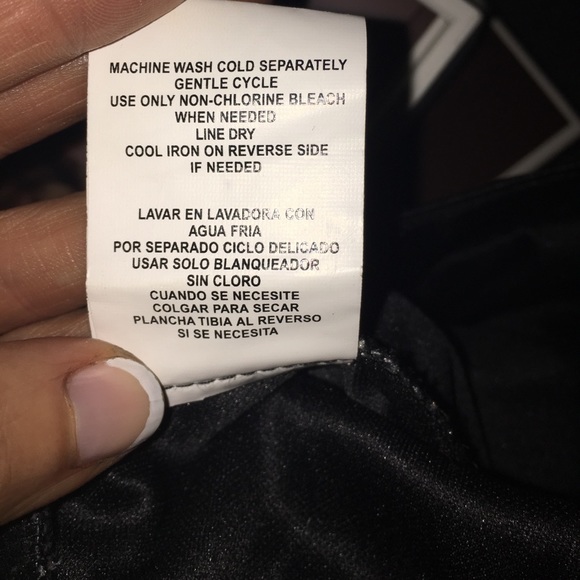 MACHINE WASH COLD SEPARATELY
GENTLE CYCLE
USE ONLY NON-CHLORINE BLEACH
WHEN NEEDED
LINE DRY
COOL IRON ON REVERSE SIDE
IF NEEDED
LAVAR EN LAVADORA CON
AGUA FRIA
POR SEPARADO CICLO DELICADO
USAR SOLO BLANQUEADOR
SIN CLORO
CUANDO SE NECESITE
COLGAR PARA SECAR
PLANCHA TIBIA AL REVERSO
SI SE NECESITA